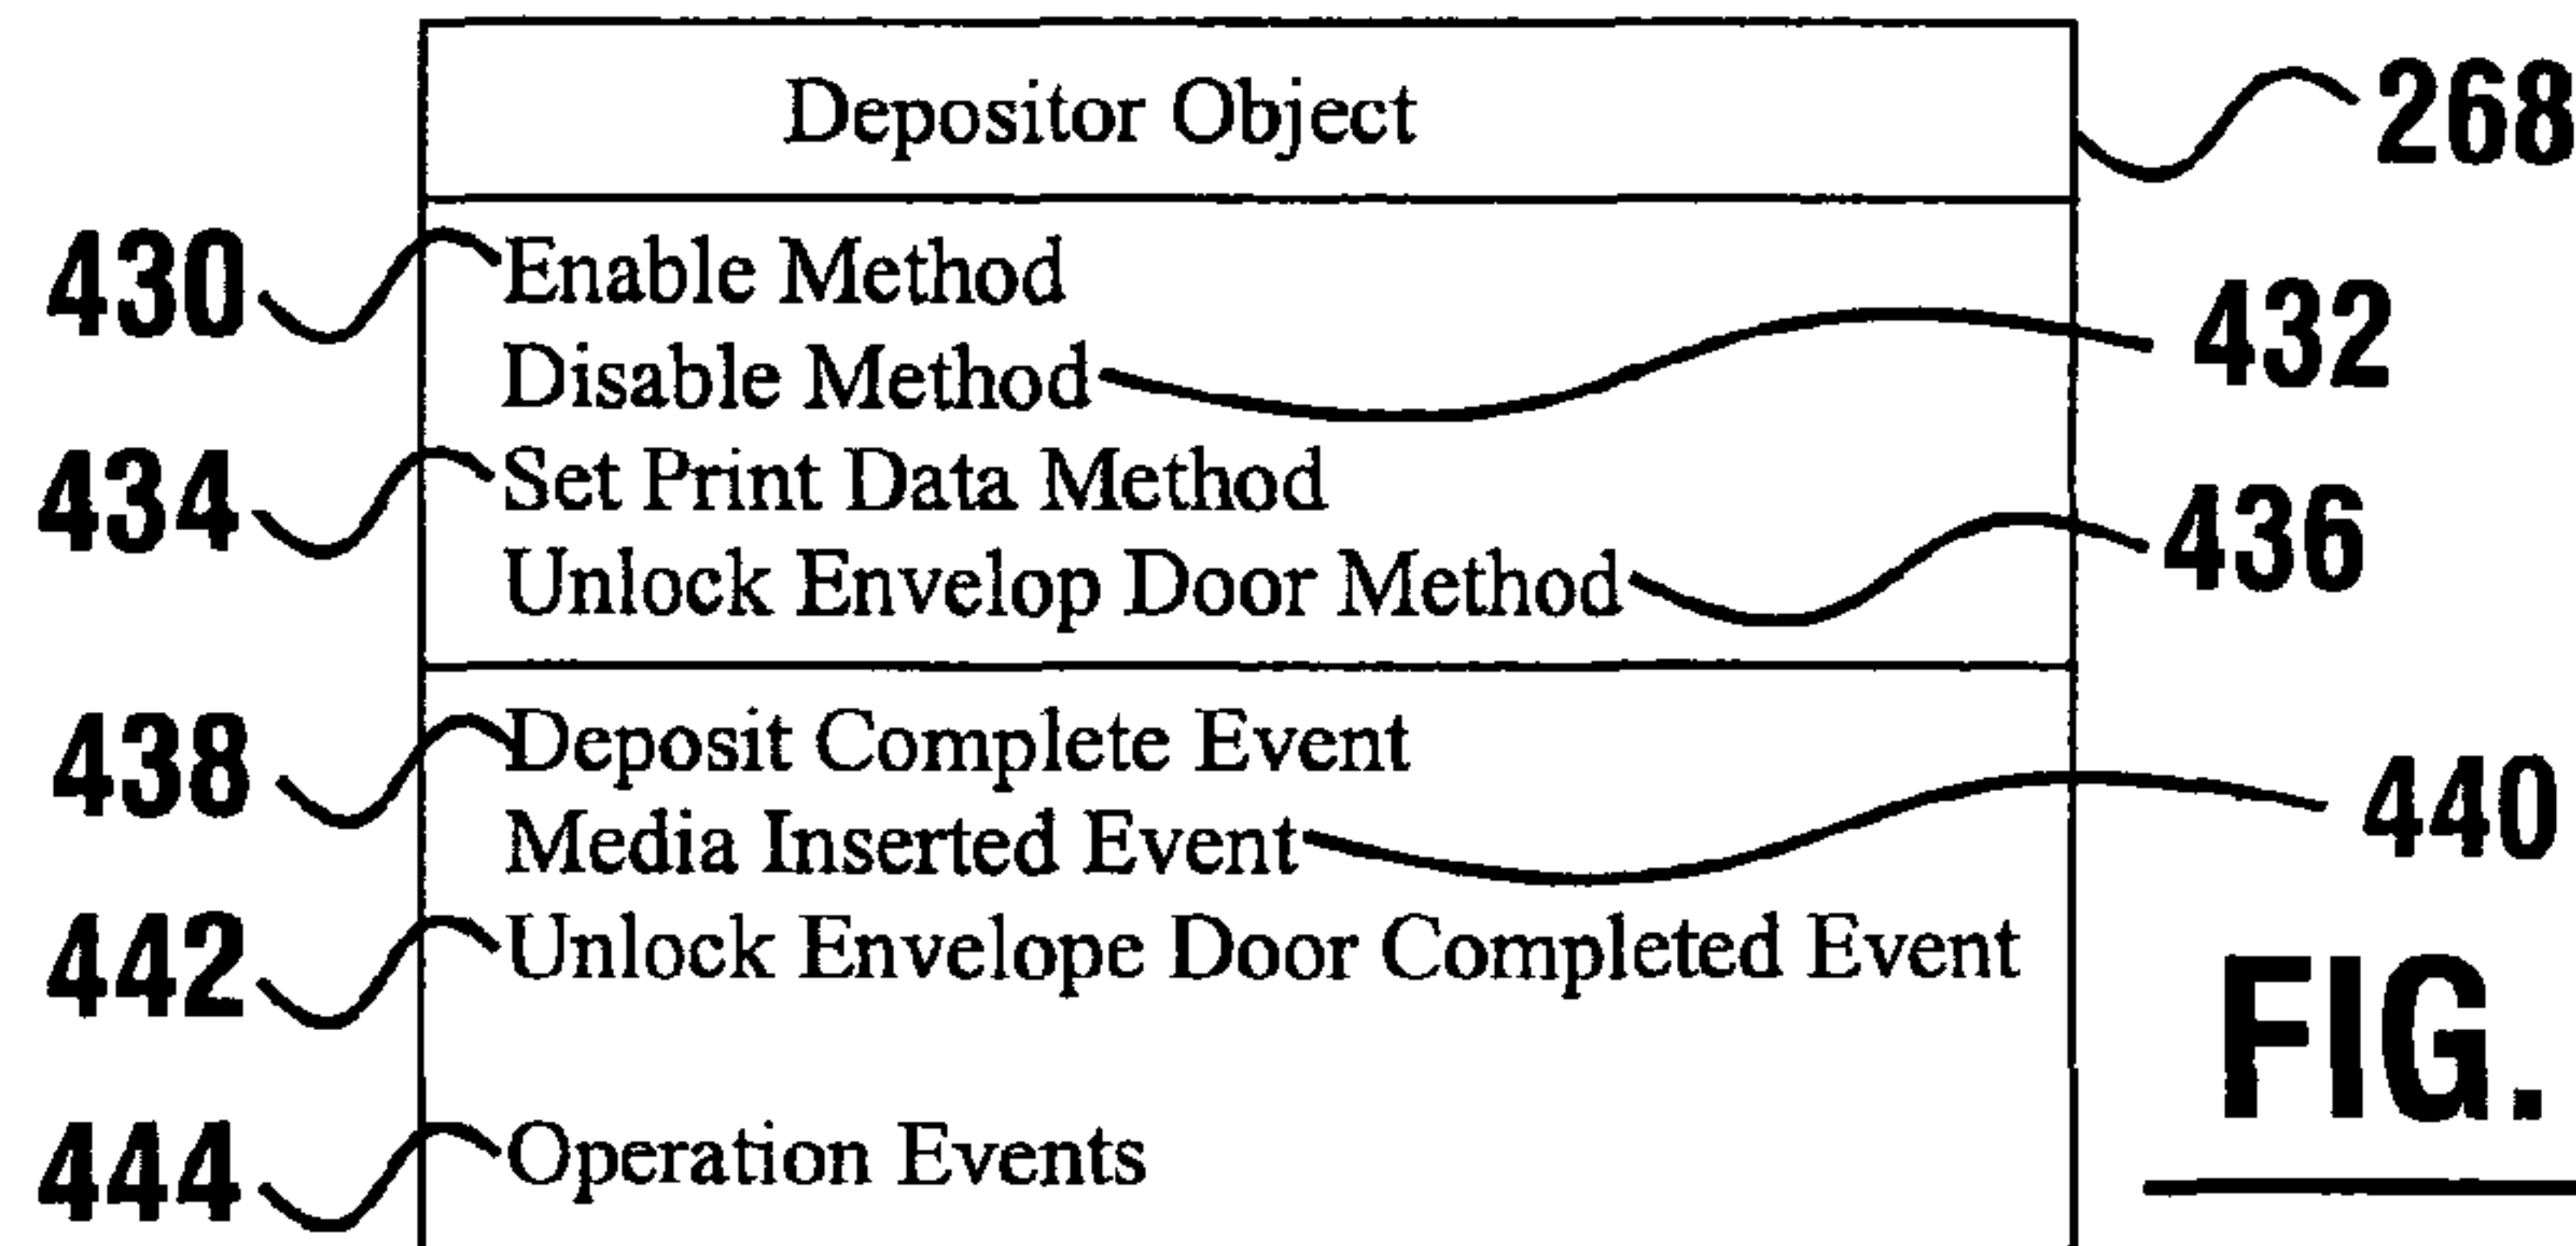 Depositor Object 268
430 Enable Method
Disable Method 432
434 Set Print Data Method
Unlock Envelop Door Method 436
438 Deposit Complete Event
Media Inserted Event 440
442 Unlock Envelope Door Completed Event
FIG.
444 Operation Events